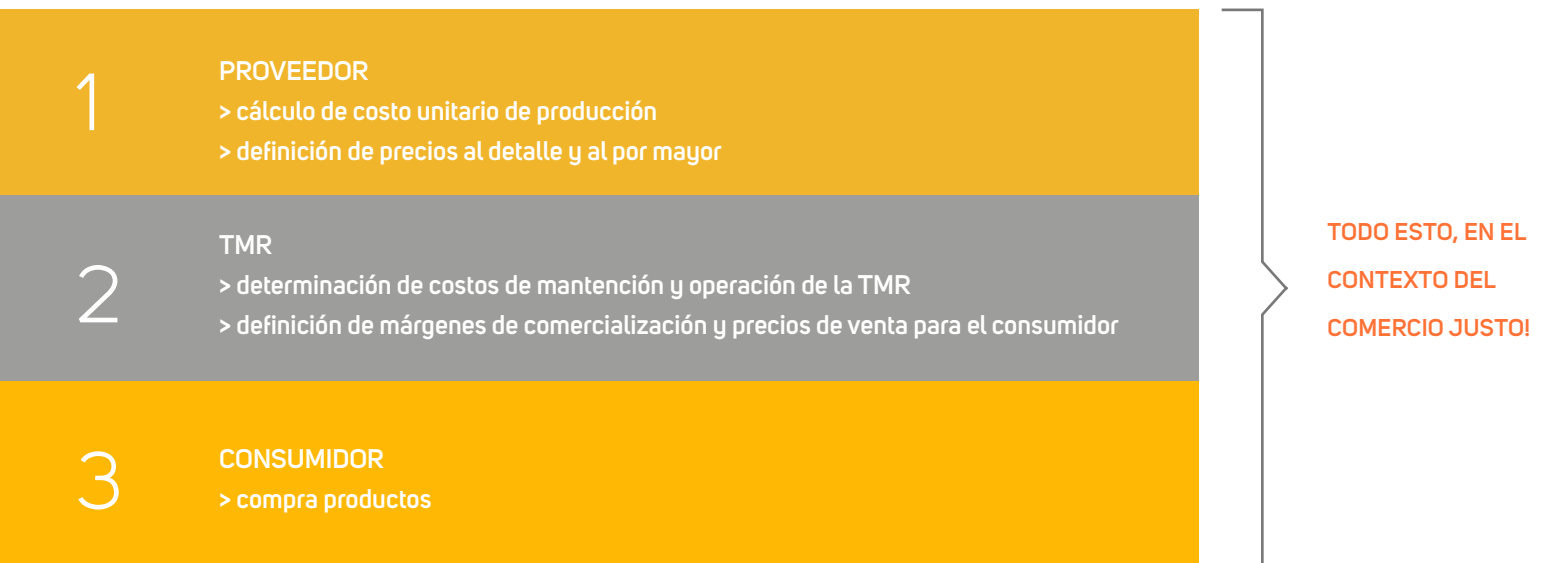 1
PROVEEDOR
> cálculo de costo unitario de producción
> definición de precios al detalle y al por mayor
2
TMR
> determinación de costos de mantención y operación de la TMR
> definición de márgenes de comercialización y precios de venta para el consumidor
3
CONSUMIDOR
> compra productos
TODO ESTO, EN EL
CONTEXTO DEL
COMERCIO JUSTO!